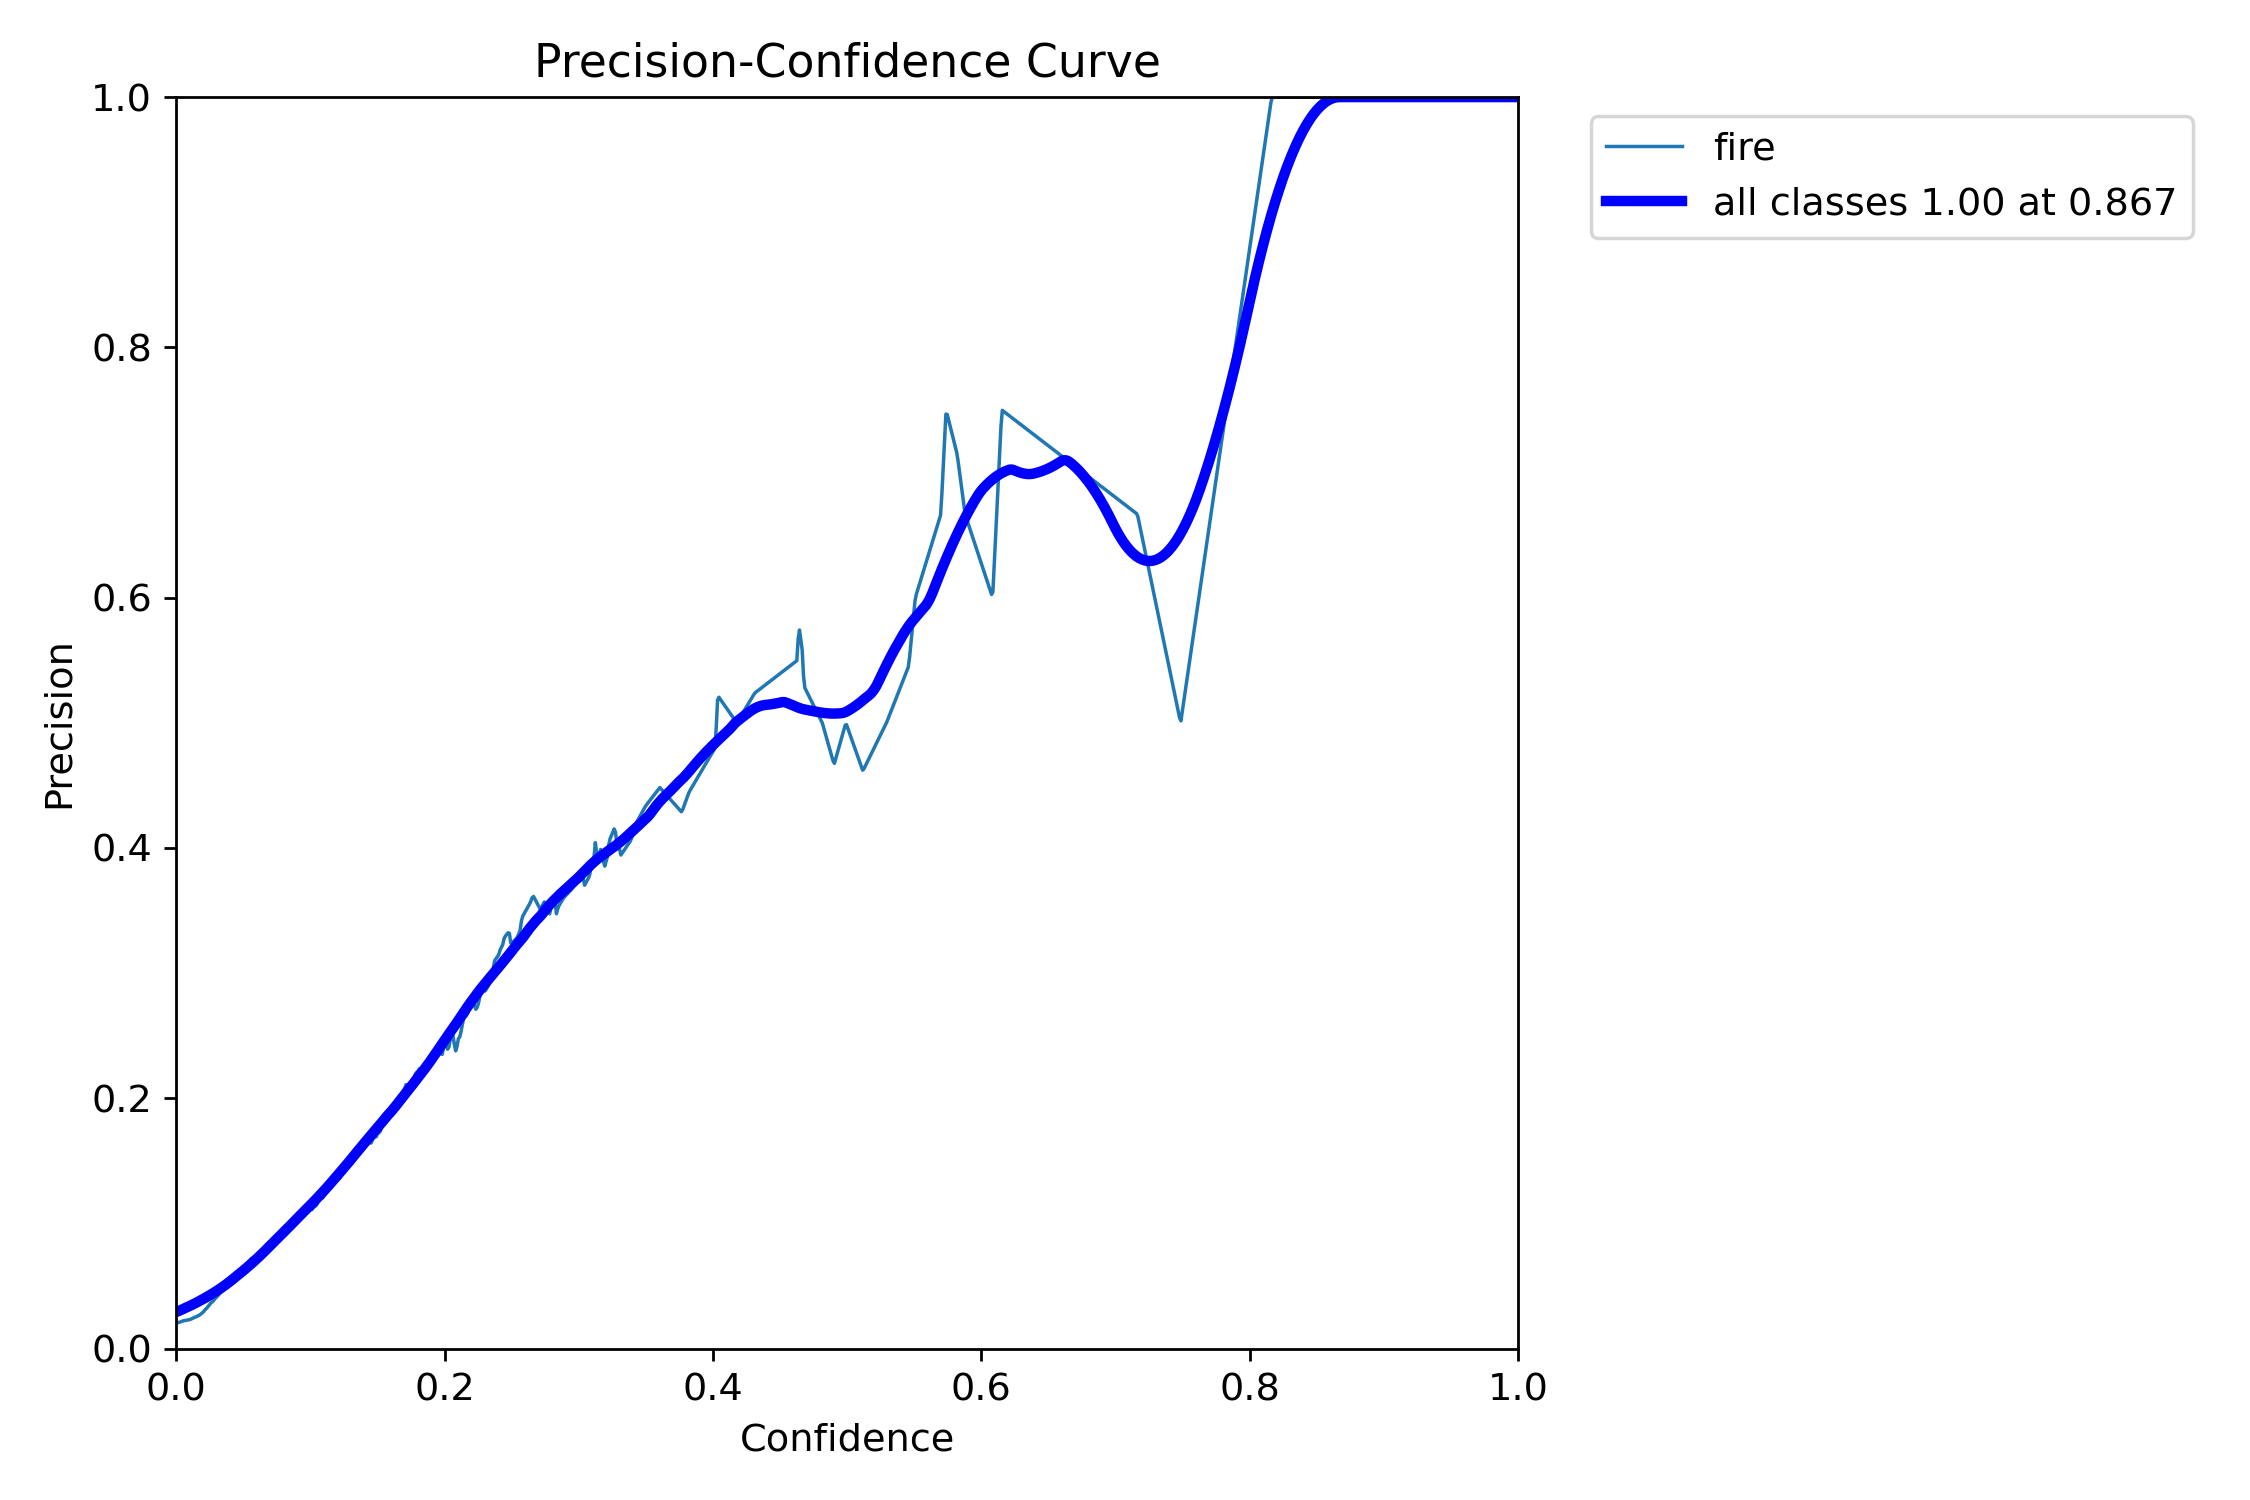 Precision-Confidence Curve
1.0
0.8
0.6
0.4
0.2
0.0
Precision
0.0 0.2 0.4 0.6 0.8 1.0
Confidence
fire
all classes 1.00 at 0.867